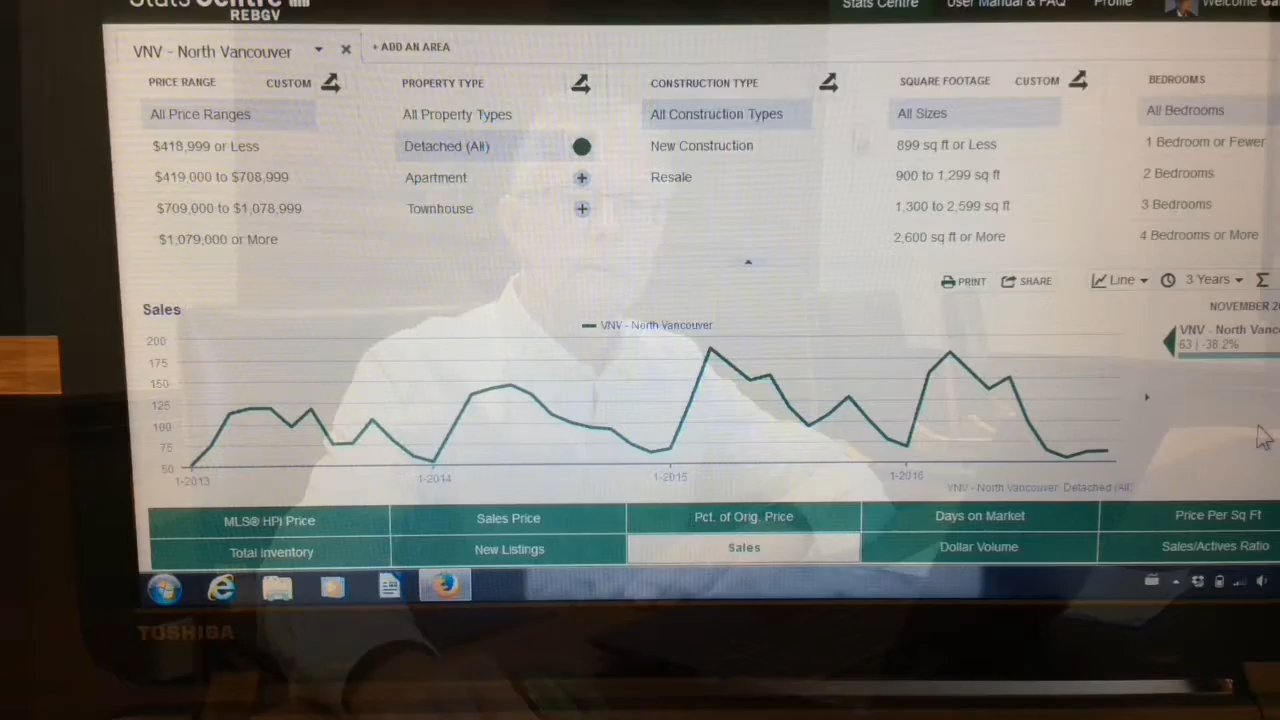 Stats Centre
REBGV
Stats Centre User Manual & FAQ Profile Welcome
VNV - North Vancouver × + ADD AN AREA
PRICE RANGE CUSTOM
All Price Ranges
$418,999 or Less
$419,000 to $708,999
$709,000 to $1,078,999
$1,079,000 or More
PROPERTY TYPE
All Property Types
Detached (All)
Apartment +
Townhouse +
CONSTRUCTION TYPE
All Construction Types
New Construction
Resale
SQUARE FOOTAGE CUSTOM
All Sizes
899 sq ft or Less
900 to 1,299 sq ft
1,300 to 2,599 sq ft
2,600 sq ft or More
BEDROOMS
All Bedrooms
1 Bedroom or Fewer
2 Bedrooms
3 Bedrooms
4 Bedrooms or More
PRINT SHARE Line 3 Years Σ
Sales
VNV - North Vancouver
NOVEMBER 2
VNV - North Vanc
63 | -38.2%
200
175
150
125
100
75
50
1-2013 1-2014 1-2015 1-2016
VNV - North Vancouver: Detached (All)
MLS® HPI Price Sales Price Pct. of Orig. Price Days on Market Price Per Sq Ft
Total Inventory New Listings Sales Dollar Volume Sales/Actives Ratio
TOSHIBA